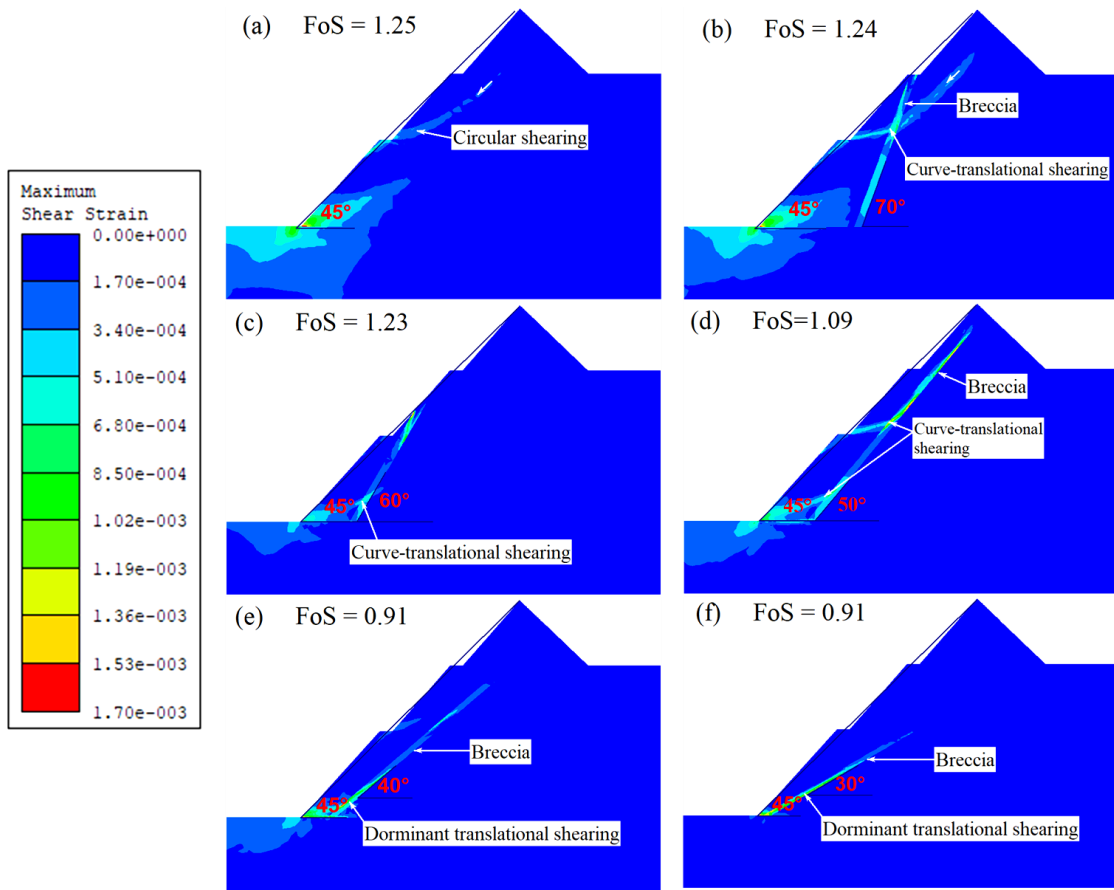 (a) FoS = 1.25
Circular shearing
45°
(b) FoS = 1.24
Breccia
Curve-translational shearing
45°
70°
Maximum
Shear Strain
0.00e+000
1.70e-004
3.40e-004
5.10e-004
6.80e-004
8.50e-004
1.02e-003
1.19e-003
1.36e-003
1.53e-003
1.70e-003
(c) FoS = 1.23
45°
60°
Curve-translational shearing
(d) FoS=1.09
Breccia
Curve-translational
shearing
45°
50°
(e) FoS = 0.91
Breccia
40°
45°
Dorminant translational shearing
(f) FoS = 0.91
Breccia
30°
45°
Dorminant translational shearing